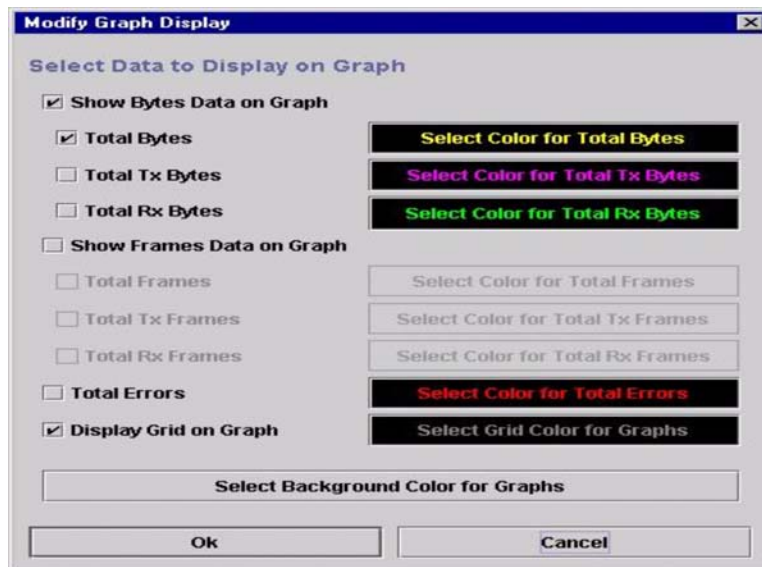 Modify Graph Display
Select Data to Display on Graph
Show Bytes Data on Graph
Total Bytes Select Color for Total Bytes
Total Tx Bytes Select Color for Total Tx Bytes
Total Rx Bytes Select Color for Total Rx Bytes
Show Frames Data on Graph
Total Frames Select Color for Total Frames
Total Tx Frames Select Color for Total Tx Frames
Total Rx Frames Select Color for Total Rx Frames
Total Errors Select Color for Total Errors
Display Grid on Graph Select Grid Color for Graphs
Select Background Color for Graphs
Ok Cancel